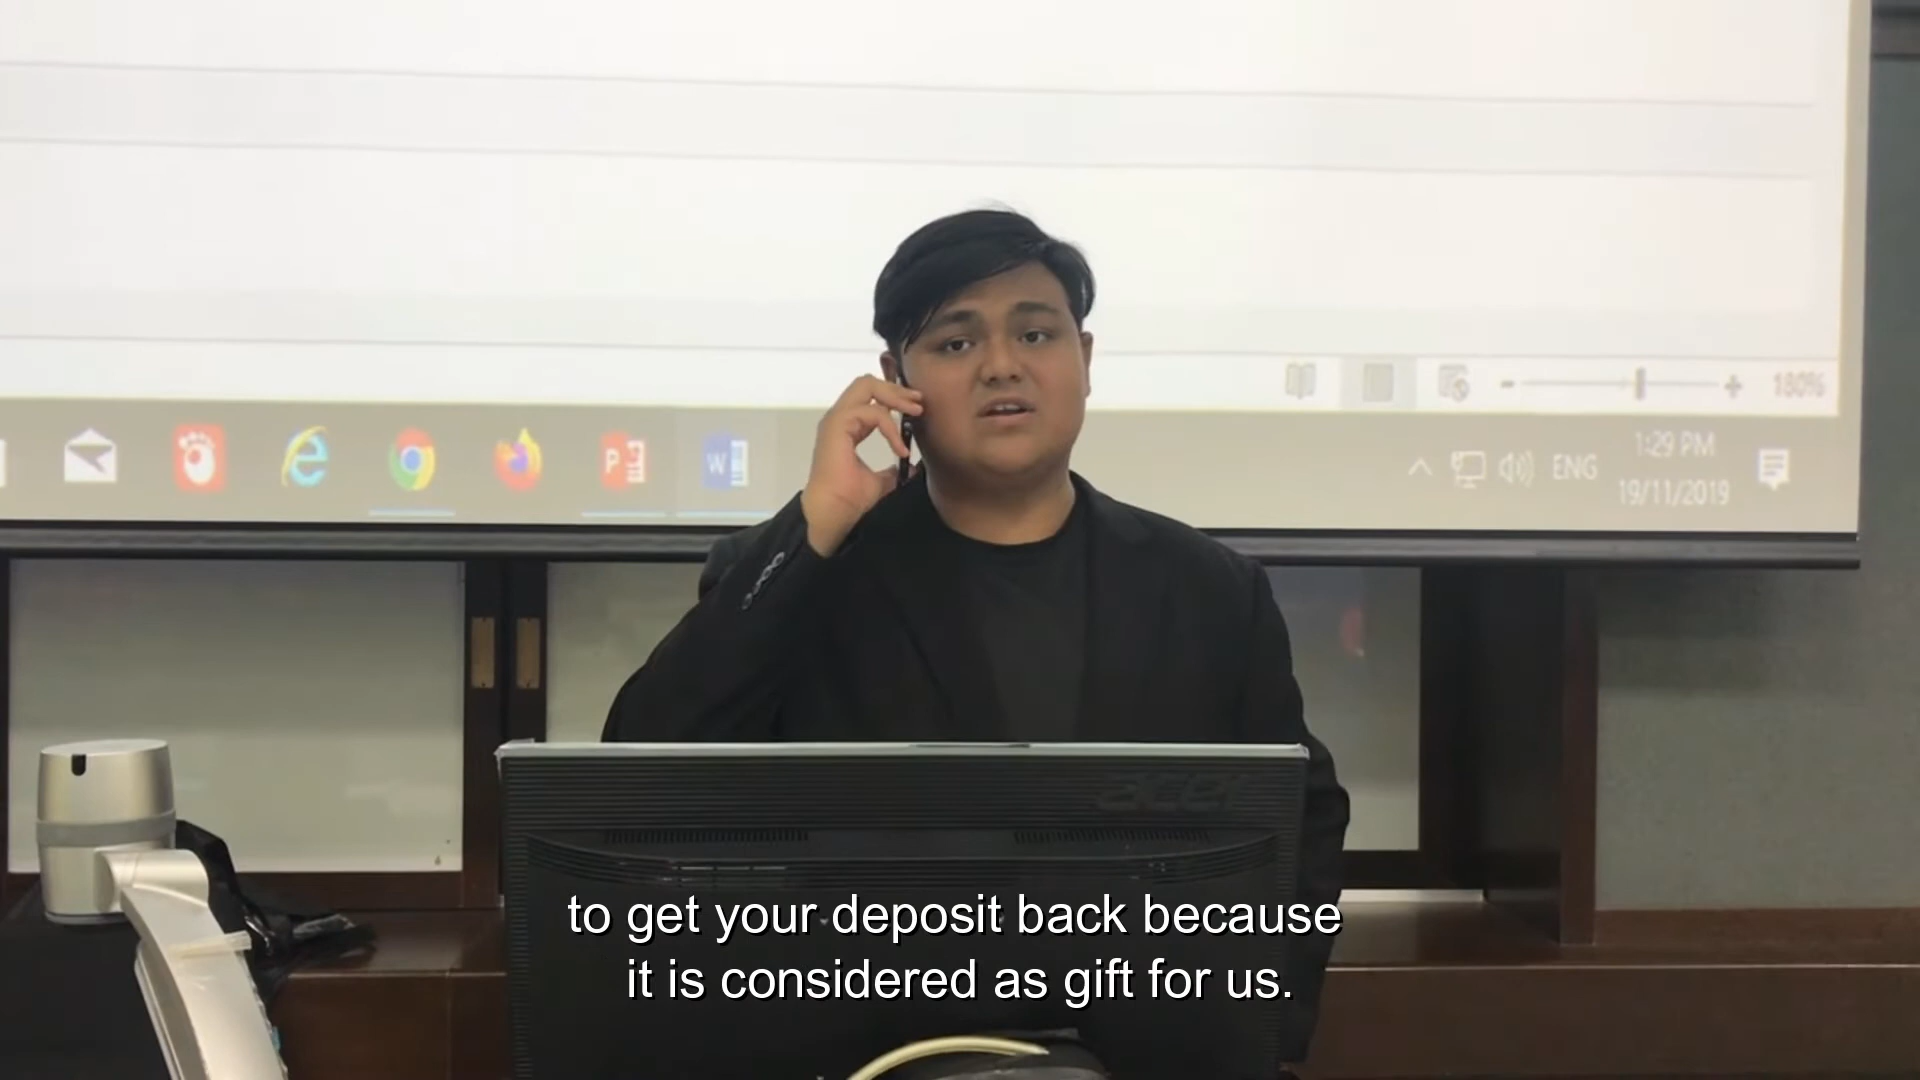 180%
P
W
ENG
1:29 PM
19/11/2019
acer
to get your deposit back because
it is considered as gift for us.